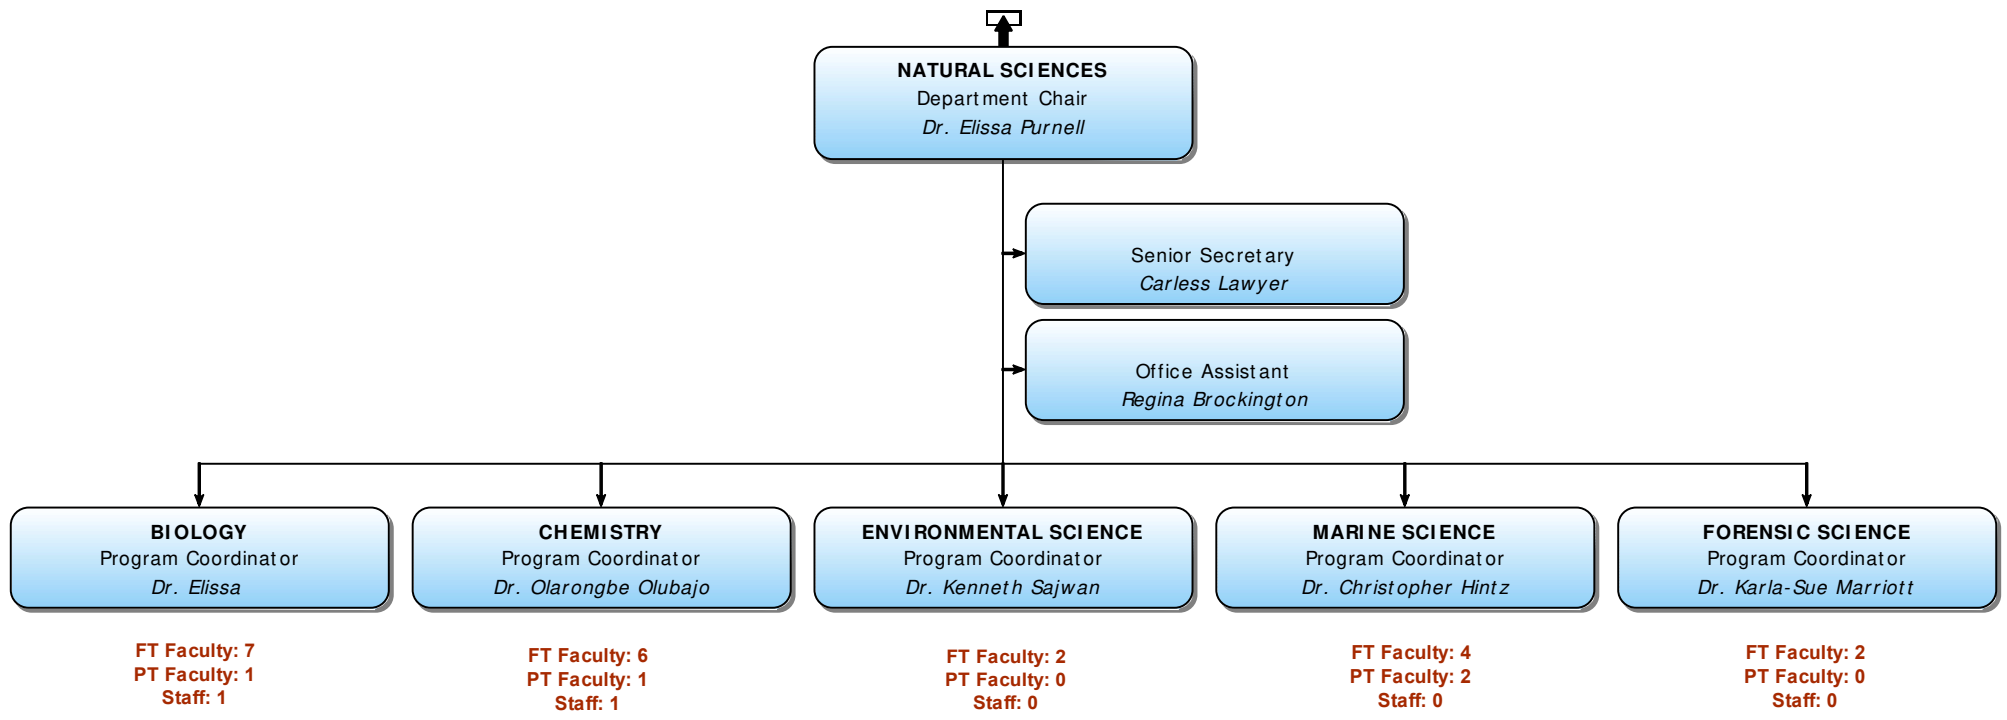 NATURAL SCIENCES
Department Chair
Dr. Elissa Purnell
Senior Secretary
Carless Lawyer
Office Assistant
Regina Brockington
BIOLOGY
Program Coordinator
Dr. Elissa
FT Faculty: 7
PT Faculty: 1
Staff: 1
CHEMISTRY
Program Coordinator
Dr. Olarongbe Olubajo
FT Faculty: 6
PT Faculty: 1
Staff: 1
ENVIRONMENTAL SCIENCE
Program Coordinator
Dr. Kenneth Sajwan
FT Faculty: 2
PT Faculty: 0
Staff: 0
MARINE SCIENCE
Program Coordinator
Dr. Christopher Hintz
FT Faculty: 4
PT Faculty: 2
Staff: 0
FORENSIC SCIENCE
Program Coordinator
Dr. Karla-Sue Marriott
FT Faculty: 2
PT Faculty: 0
Staff: 0